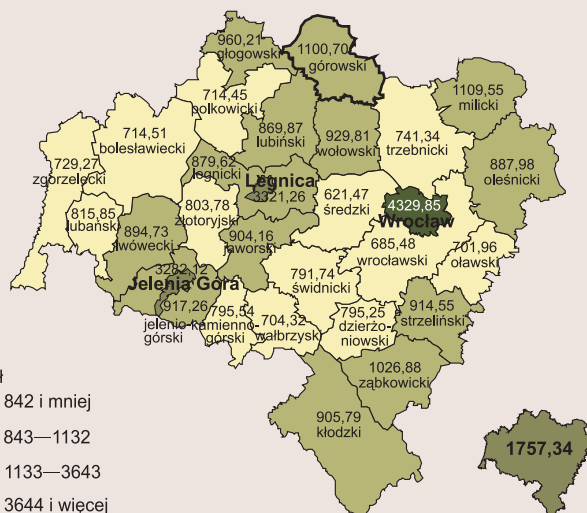 960,21
głogowski
1100,70
górowski
1109,55
milicki
714,45
polkowicki
714,51
bolesławiecki
869,87
lubiński
929,81
wołowski
741,34
trzebnicki
887,98
oleśnicki
729,27
zgorzelecki
879,62
legnicki
Legnica
3321,26
803,78
złotoryjski
621,47
średzki
4329,85
Wrocław
815,85
lubański
894,73
lwówecki
904,16
jaworski
685,48
wrocławski
701,96
oławski
3282,12
Jelenia Góra
917,26
jelenio-
górski
795,54
kamienno-
górski
704,32
wałbrzyski
791,74
świdnicki
795,25
dzierżo-
niowski
914,55
strzeliński
1026,88
ząbkowicki
905,79
kłodzki
ł
842 i mniej
843—1132
1133—3643
3644 i więcej
1757,34